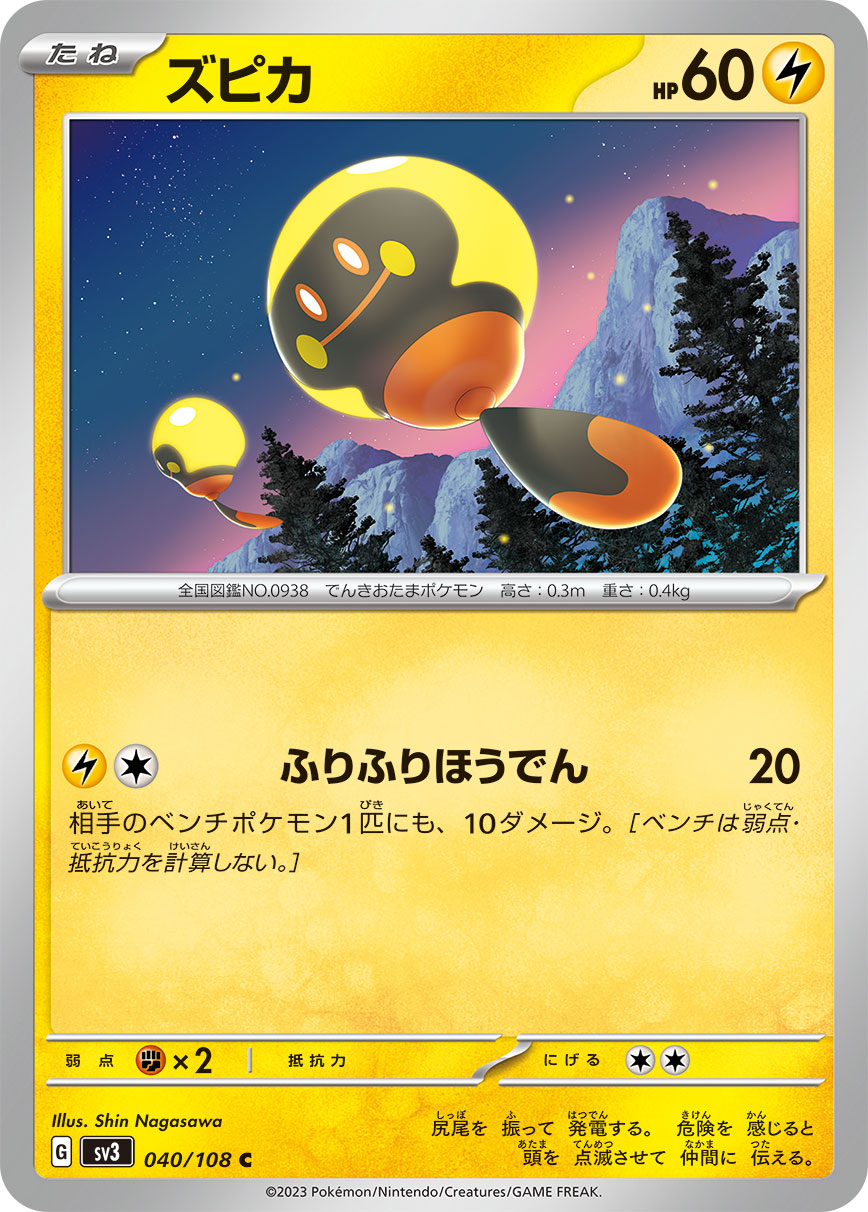 たね
ズピカ
HP60
全国図鑑NO.0938 でんきおたまポケモン 高さ：0.3m 重さ：0.4kg
ふりふりほうでん 20
あいて ぴき じゃくてん
相手のベンチポケモン1匹にも、10ダメージ。［ベンチは弱点・
ていこうりょく けいさん
抵抗力を計算しない。］
弱点 ×2 抵抗力 にげる
Illus. Shin Nagasawa
しっぽ ふ はつでん きけん かん
尻尾を 振って 発電する。 危険を 感じると
あたま てんめつ なかま つた
頭を 点滅させて 仲間に 伝える。
G sv3 040/108 C
©2023 Pokémon/Nintendo/Creatures/GAME FREAK.